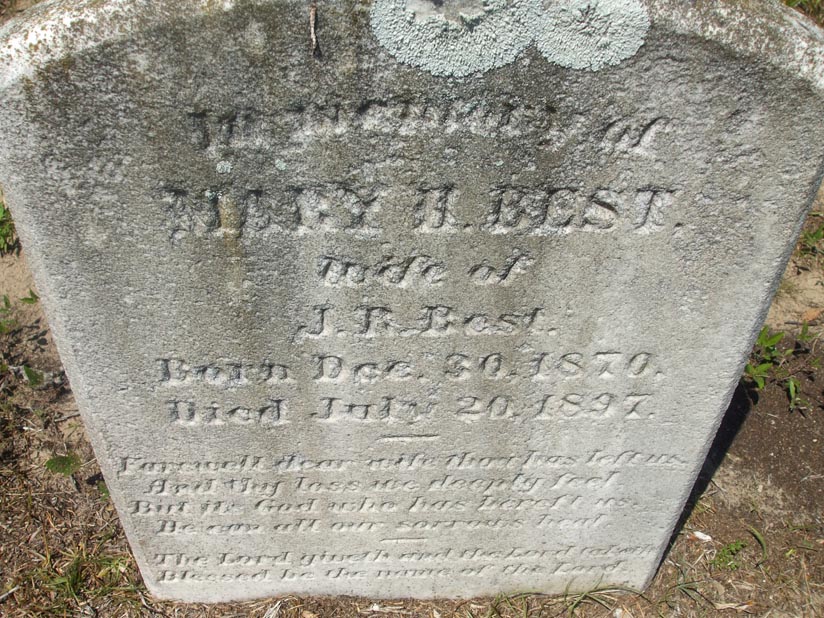 In memory of
MARY H. BEST.
Wife of
J. R. Best.
Born Dec. 30, 1870,
Died July 20, 1897.
Farewell dear wife thou has left us,
And thy loss we deeply feel
But its God who has bereft us.
He can all our sorrows heal
The Lord giveth and the Lord taketh
Blessed be the name of the Lord.